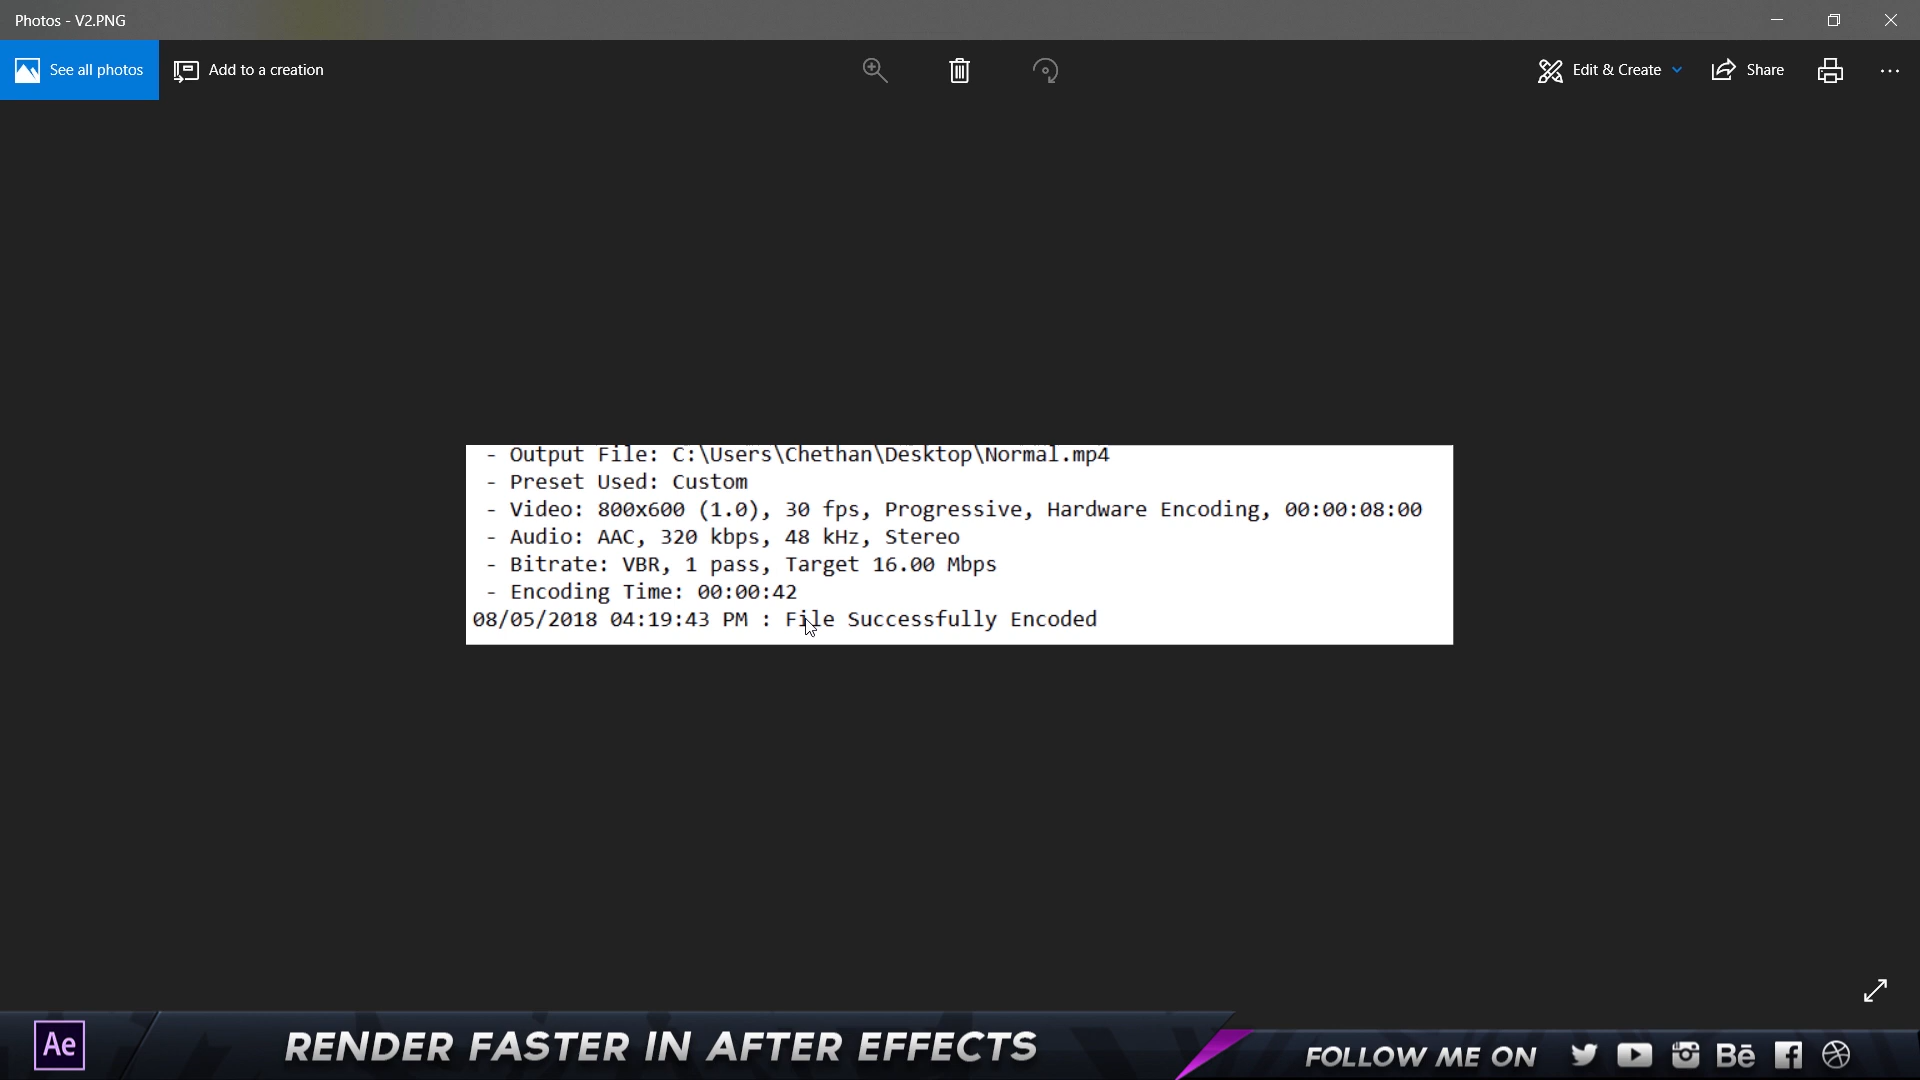 Photos - V2.PNG
See all photos
Add to a creation
Edit & Create
Share
- Output File: C:\Users\Chethan\Desktop\Normal.mp4
- Preset Used: Custom
- Video: 800x600 (1.0), 30 fps, Progressive, Hardware Encoding, 00:00:08:00
- Audio: AAC, 320 kbps, 48 kHz, Stereo
- Bitrate: VBR, 1 pass, Target 16.00 Mbps
- Encoding Time: 00:00:42
08/05/2018 04:19:43 PM : File Successfully Encoded
Ae
RENDER FASTER IN AFTER EFFECTS
FOLLOW ME ON
Bē